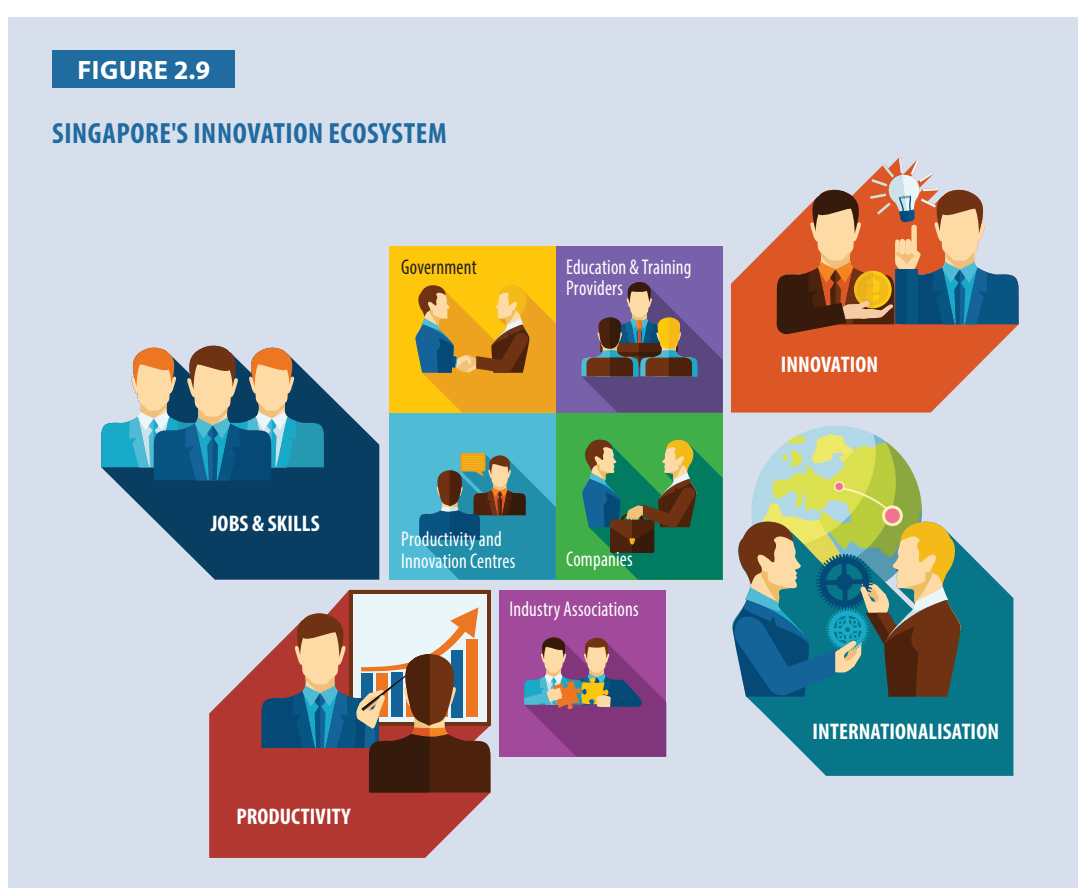 FIGURE 2.9
SINGAPORE'S INNOVATION ECOSYSTEM
Government
Education & Training
Providers
INNOVATION
JOBS & SKILLS
Productivity and
Innovation Centres
Companies
Industry Associations
INTERNATIONALISATION
PRODUCTIVITY